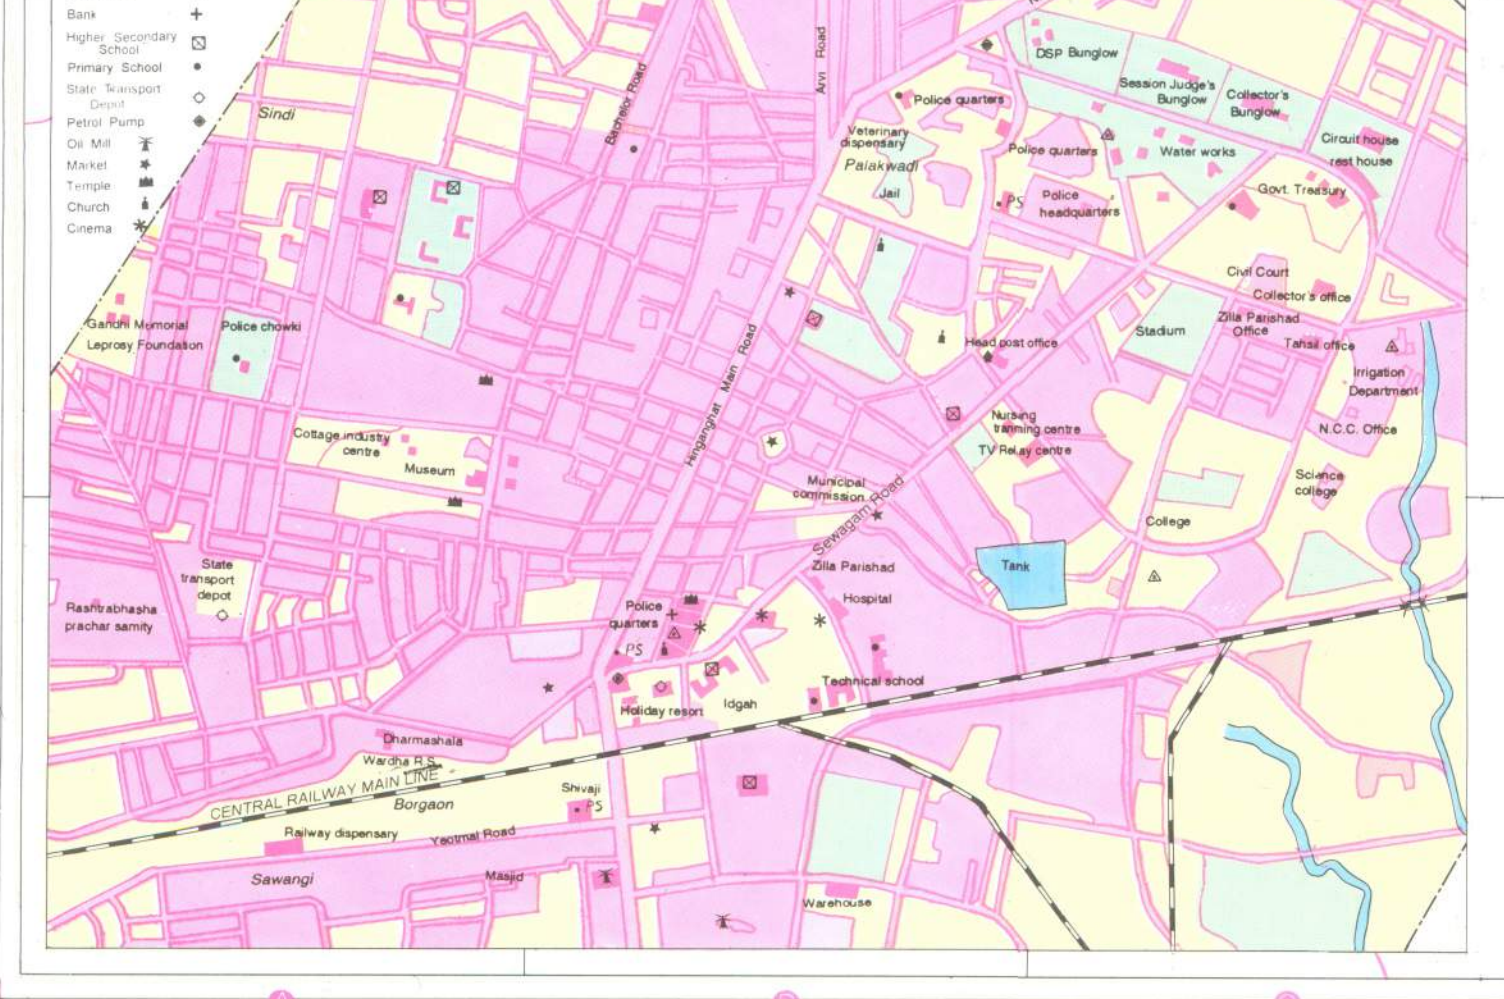 Bank
Higher Secondary
School
Primary School
State Transport
Depot
Petrol Pump
Oil Mill
Market
Temple
Church
Cinema
Sindi
Bachelor Road
Arvi Road
DSP Bunglow
Session Judge's
Bunglow
Collector's
Bunglow
Circuit house
rest house
Police quarters
Veterinary
dispensary
Palakwadi
Jail
Police quarters
Water works
PS
Police
headquarters
Govt. Treasury
Civil Court
Collector's office
Zilla Parishad
Office
Tahsil office
Stadium
Irrigation
Department
N.C.C. Office
Gandhi Memorial
Leprosy Foundation
Police chowki
Hinganghat Main Road
Head post office
Nursing
tranming centre
TV Relay centre
Cottage industry
centre
Museum
Municipal
commission
Sewagam Road
Science
college
College
Tank
State
transport
depot
Rashtrabhasha
prachar samity
Zilla Parishad
Hospital
Police
quarters
PS
Technical school
Holiday resort
Idgah
Dharmashala
Wardha R.S.
CENTRAL RAILWAY MAIN LINE
Borgaon
Shivaji
PS
Railway dispensary
Yeotmal Road
Sawangi
Masjid
Warehouse